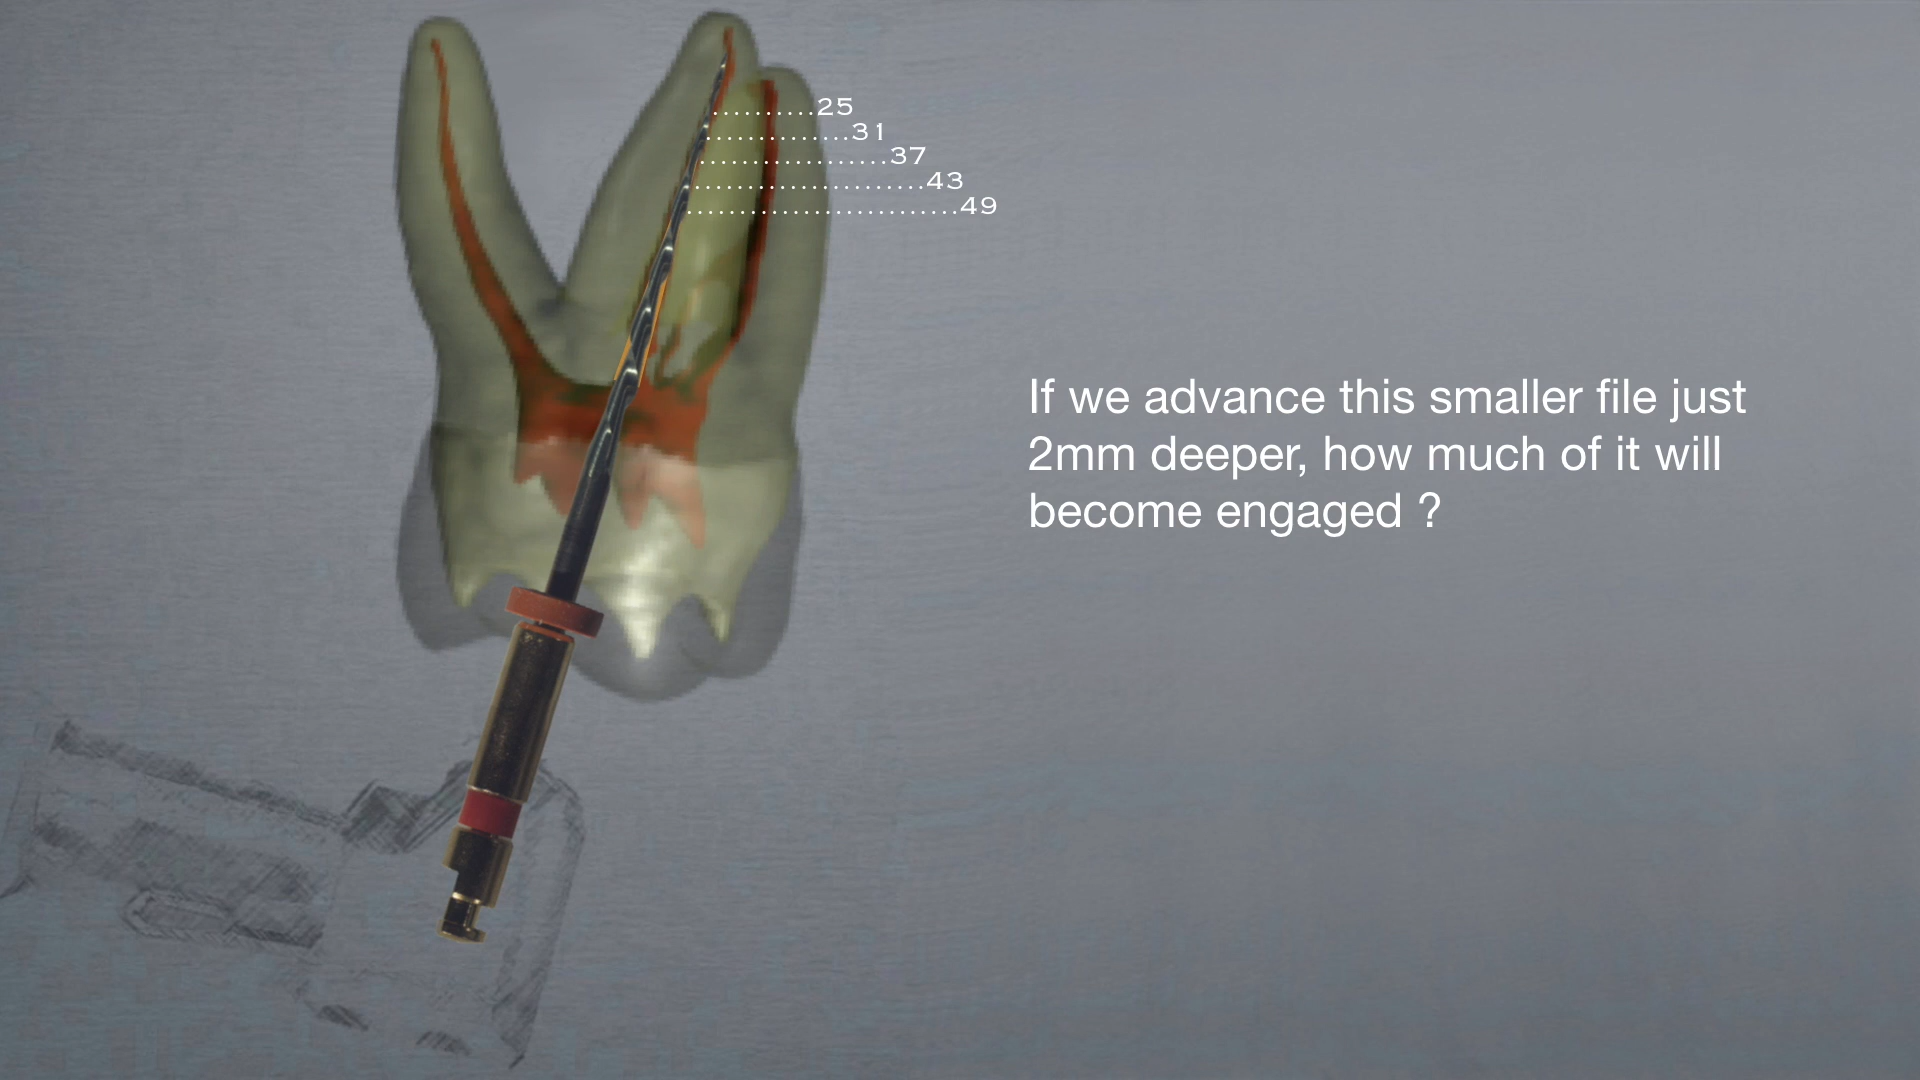 ..........25
..............31
..................37
......................43
..........................49
If we advance this smaller file just
2mm deeper, how much of it will
become engaged ?